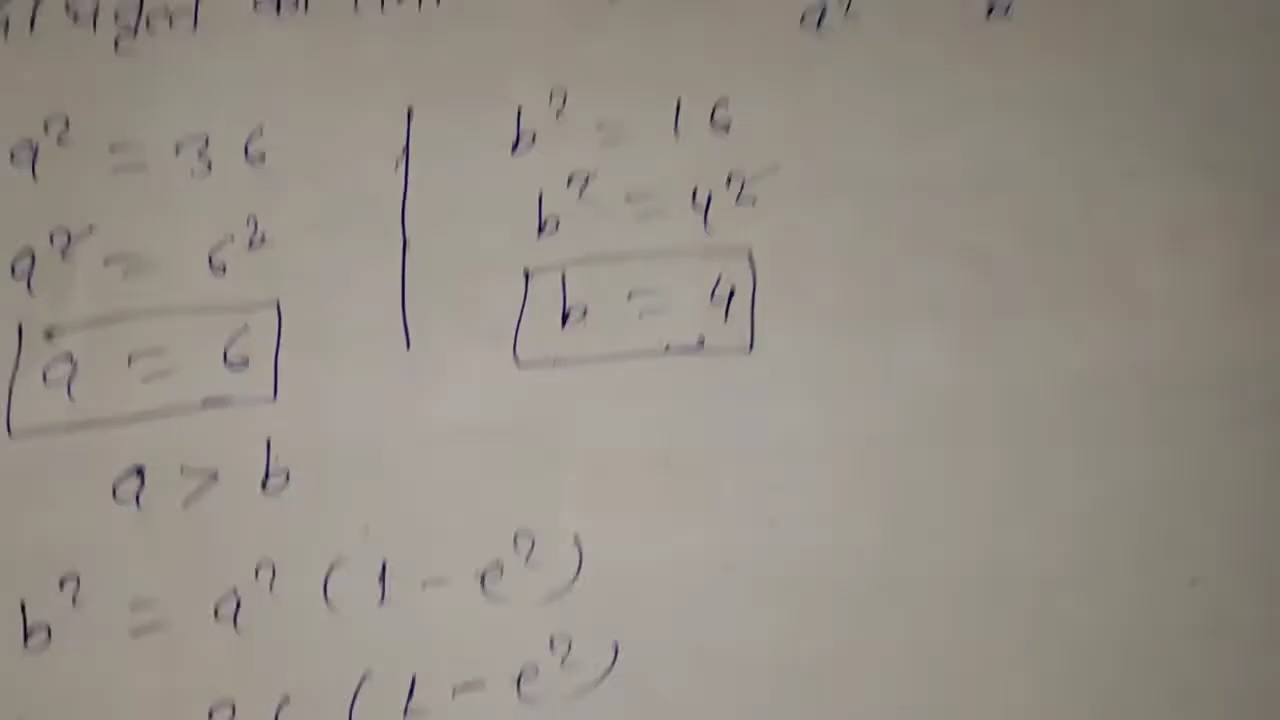 a² = 36
a² = 6²
a = 6
a > b
b² = 16
b² = 4²
b = 4
b² = a² (1 - e²)
(1 - e²)